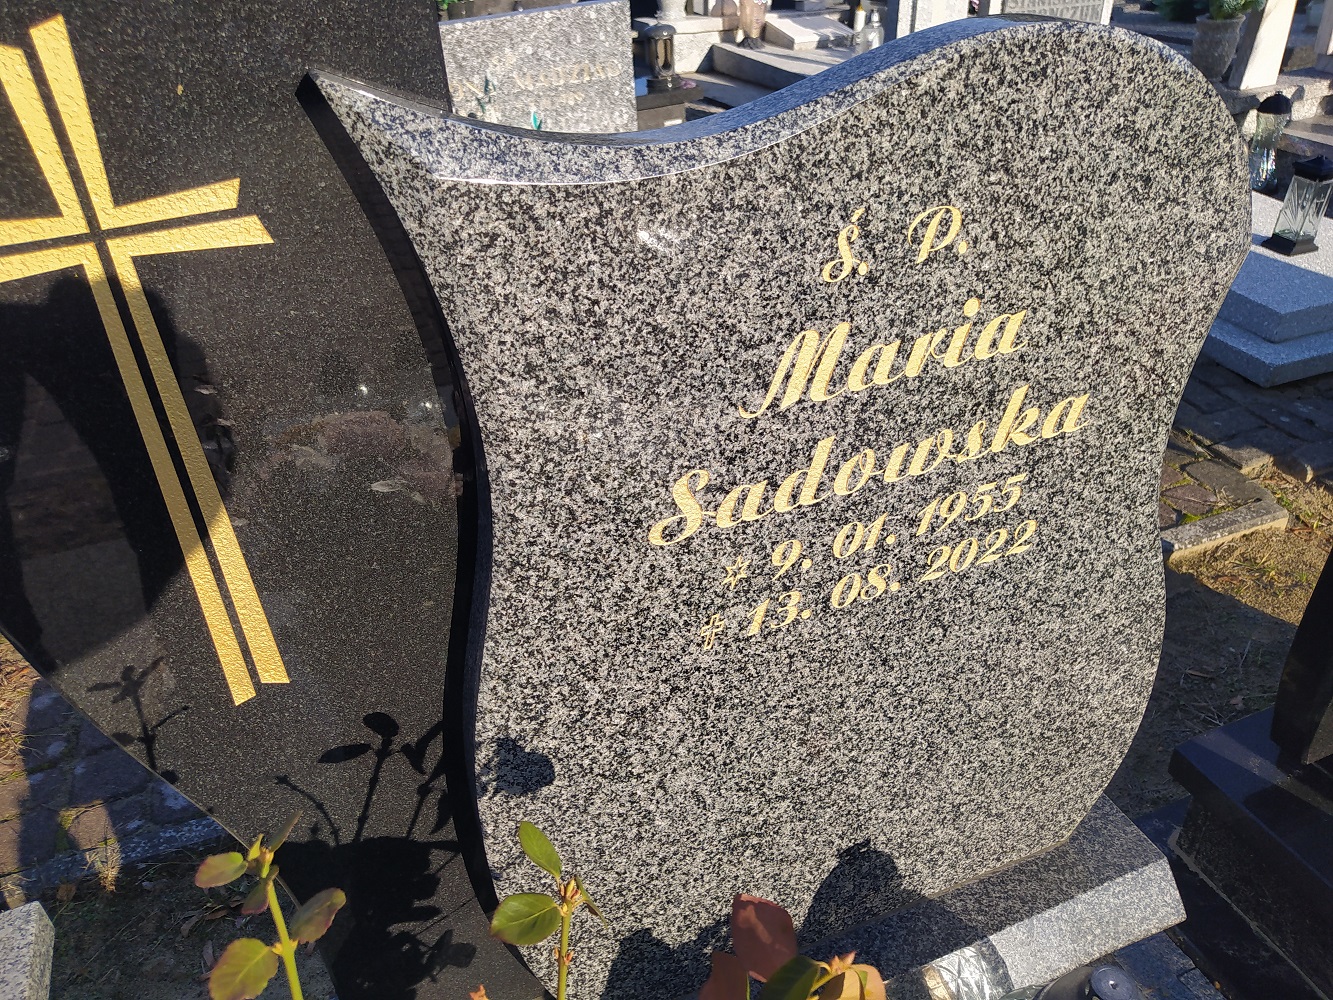 Ś. P.
Maria
Sadowska
* 9. 01. 1955
✝ 13. 08. 2022